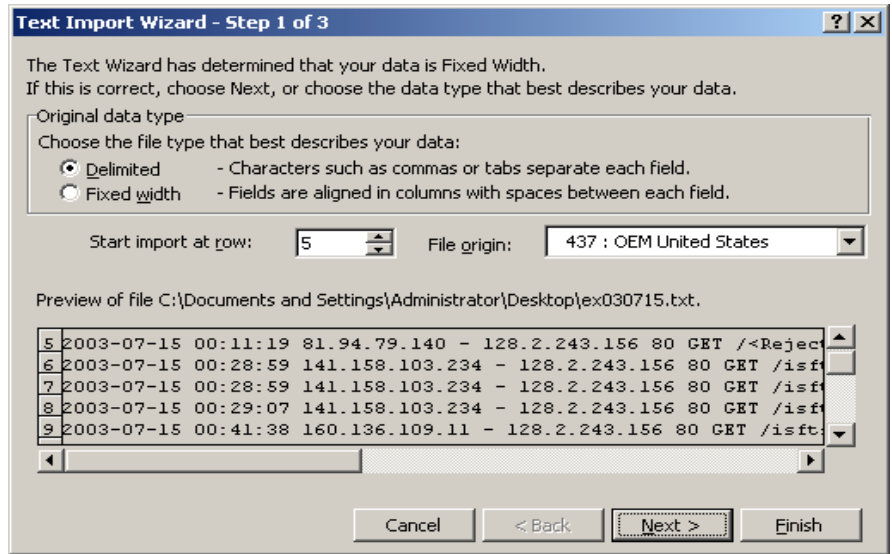 Text Import Wizard - Step 1 of 3
The Text Wizard has determined that your data is Fixed Width.
If this is correct, choose Next, or choose the data type that best describes your data.
Original data type
Choose the file type that best describes your data:
Delimited - Characters such as commas or tabs separate each field.
Fixed width - Fields are aligned in columns with spaces between each field.
Start import at row: 5 File origin: 437 : OEM United States
Preview of file C:\Documents and Settings\Administrator\Desktop\ex030715.txt.
5 2003-07-15 00:11:19 81.94.79.140 - 128.2.243.156 80 GET /<Reject
6 2003-07-15 00:28:59 141.158.103.234 - 128.2.243.156 80 GET /isft
7 2003-07-15 00:28:59 141.158.103.234 - 128.2.243.156 80 GET /isft
8 2003-07-15 00:29:07 141.158.103.234 - 128.2.243.156 80 GET /isft
9 2003-07-15 00:41:38 160.136.109.11 - 128.2.243.156 80 GET /isft
Cancel < Back Next > Finish